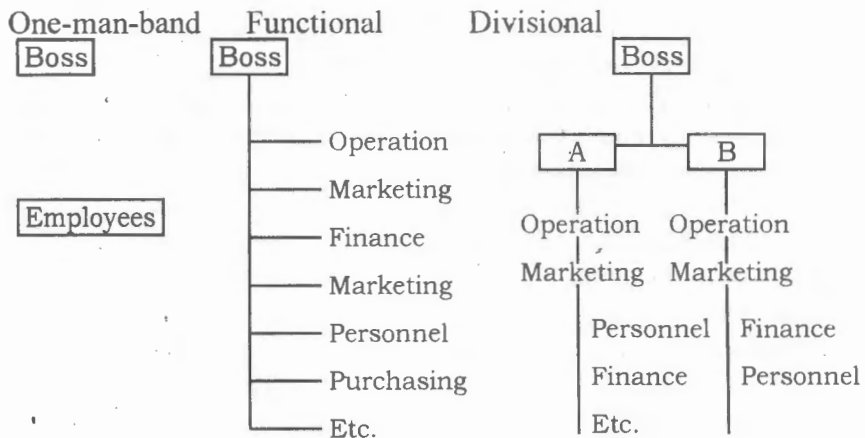 One-man-band Functional Divisional
Boss Boss Boss
Operation
A B
Marketing
Employees
Operation Operation
Finance
Marketing Marketing
Marketing
Personnel Personnel Finance
Purchasing Finance Personnel
Etc. Etc.